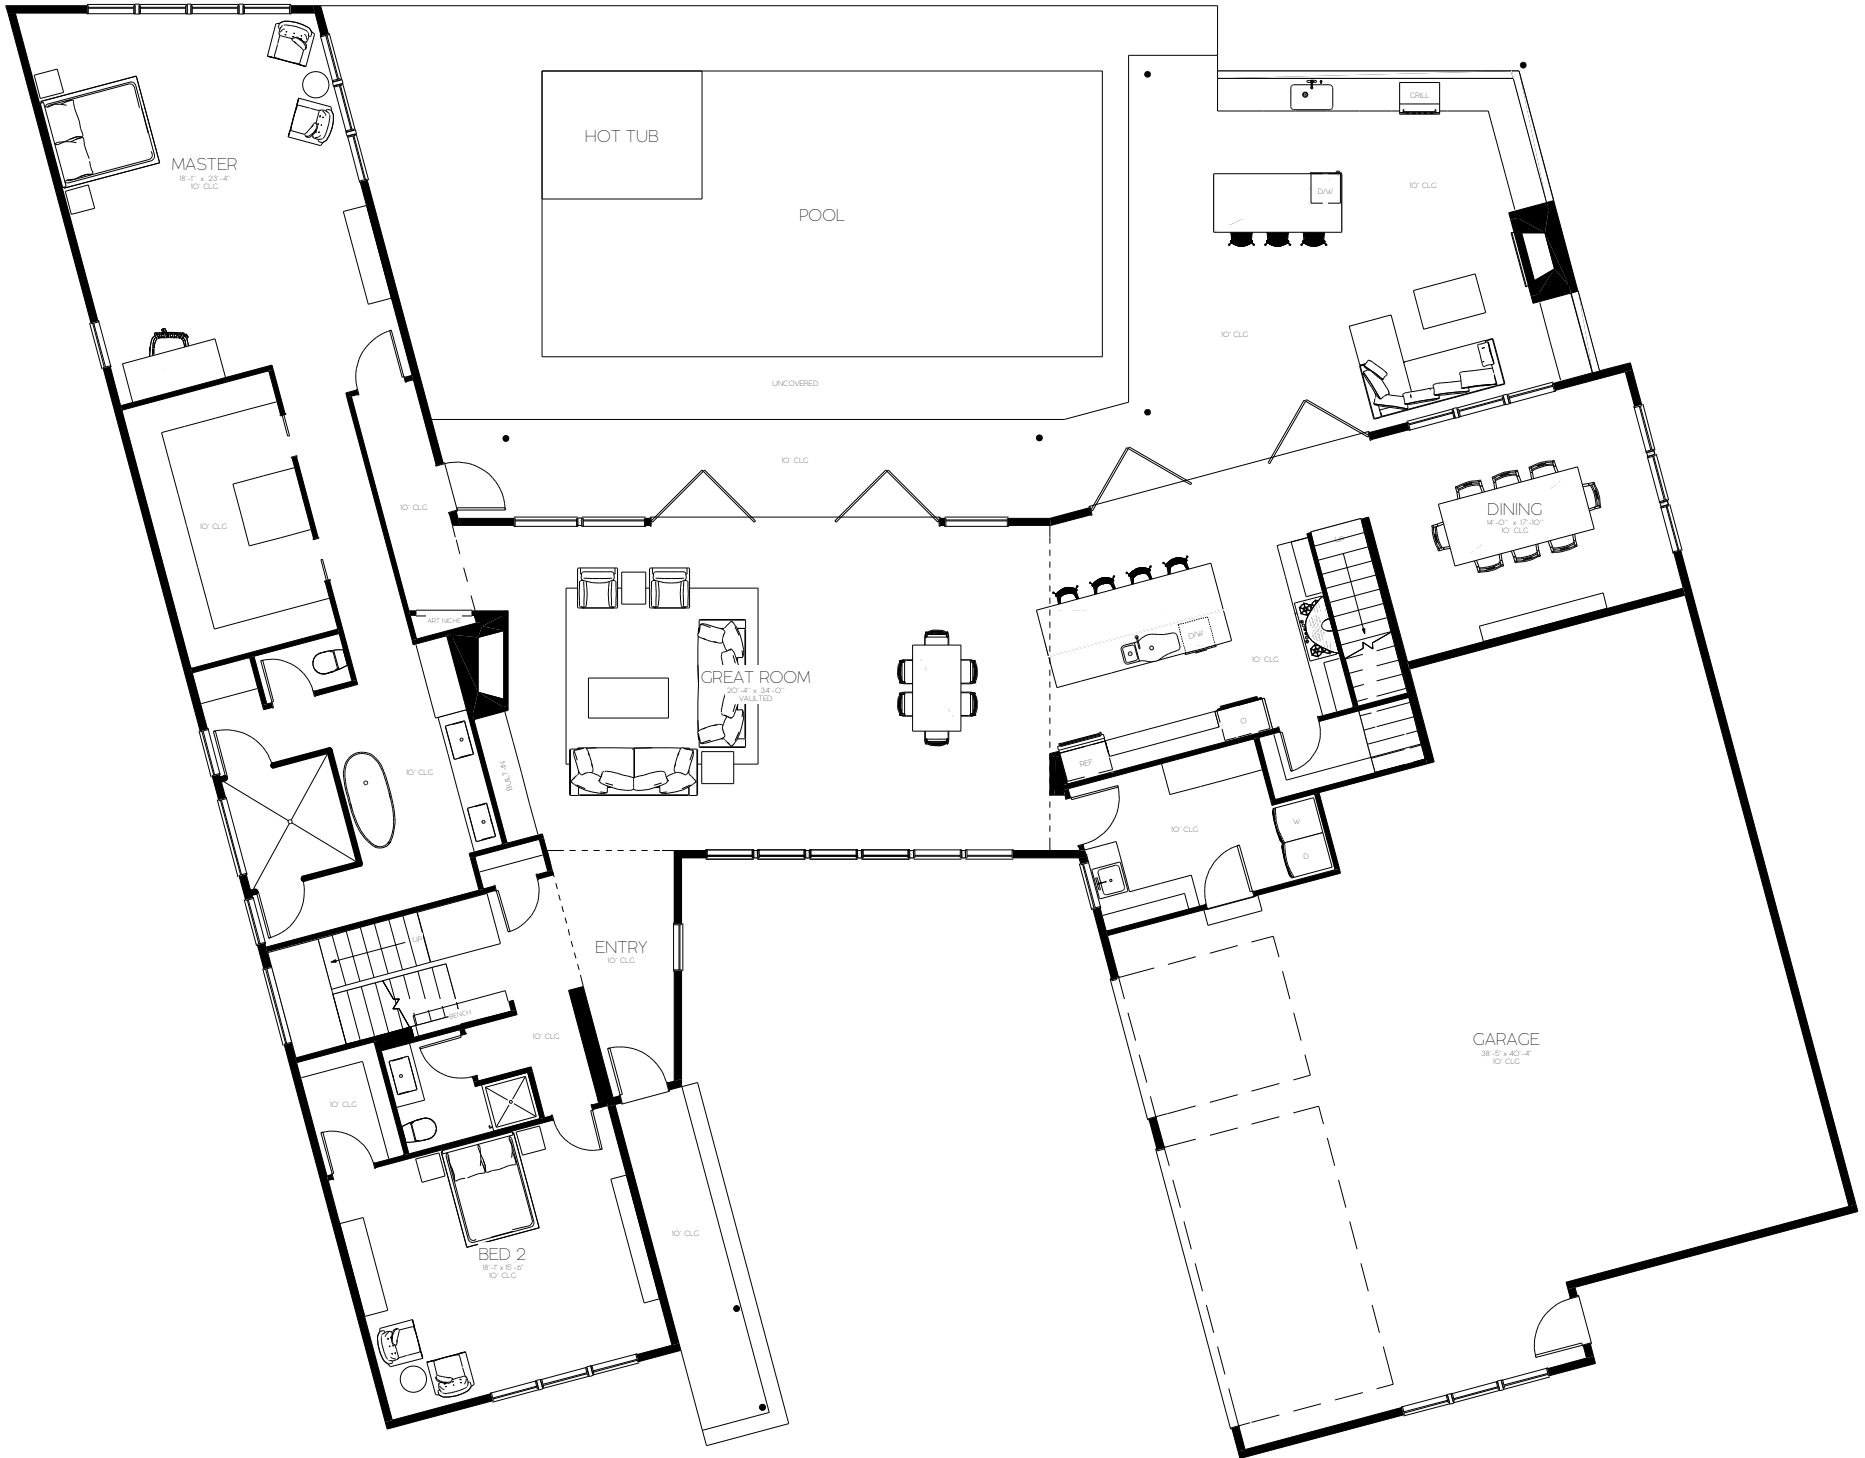 MASTER
18'-1" x 23'-4"
10' CLG
HOT TUB
POOL
UNCOVERED
10' CLG
GRILL
D/W
10' CLG
10' CLG
10' CLG
10' CLG
ART NICHE
DINING
14'-0" x 17'-10"
10' CLG
UP
GREAT ROOM
20'-4" x 34'-0"
VAULTED
D/W
10' CLG
O
REF
10' CLG
BUILT-IN
10' CLG
W
D
UP
ENTRY
10' CLG
BENCH
10' CLG
10' CLG
GARAGE
38'-5" x 40'-4"
10' CLG
BED 2
18'-1" x 15'-6"
10' CLG
10' CLG